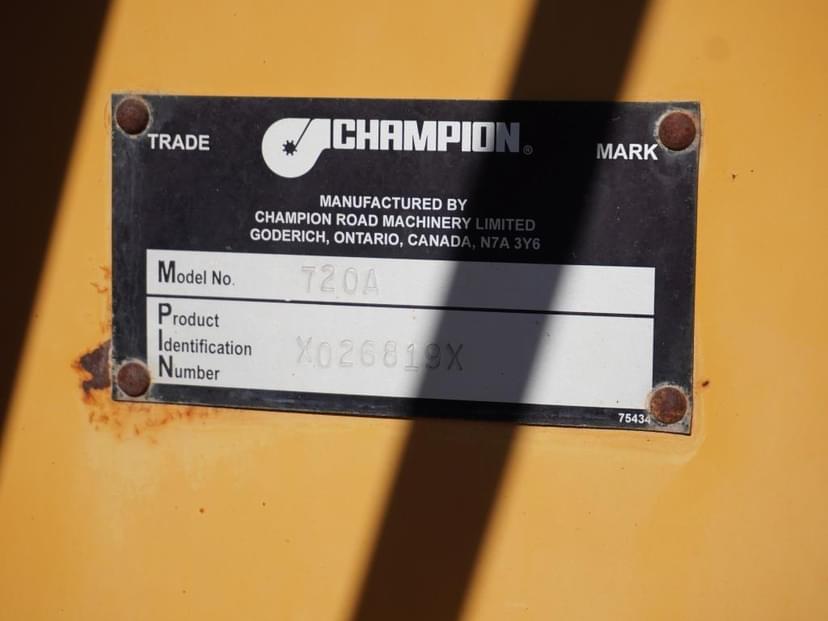 TRADE CHAMPION® MARK
MANUFACTURED BY
CHAMPION ROAD MACHINERY LIMITED
GODERICH, ONTARIO, CANADA, N7A 3Y6
Model No. 720A
Product
Identification X026819X
Number
75434